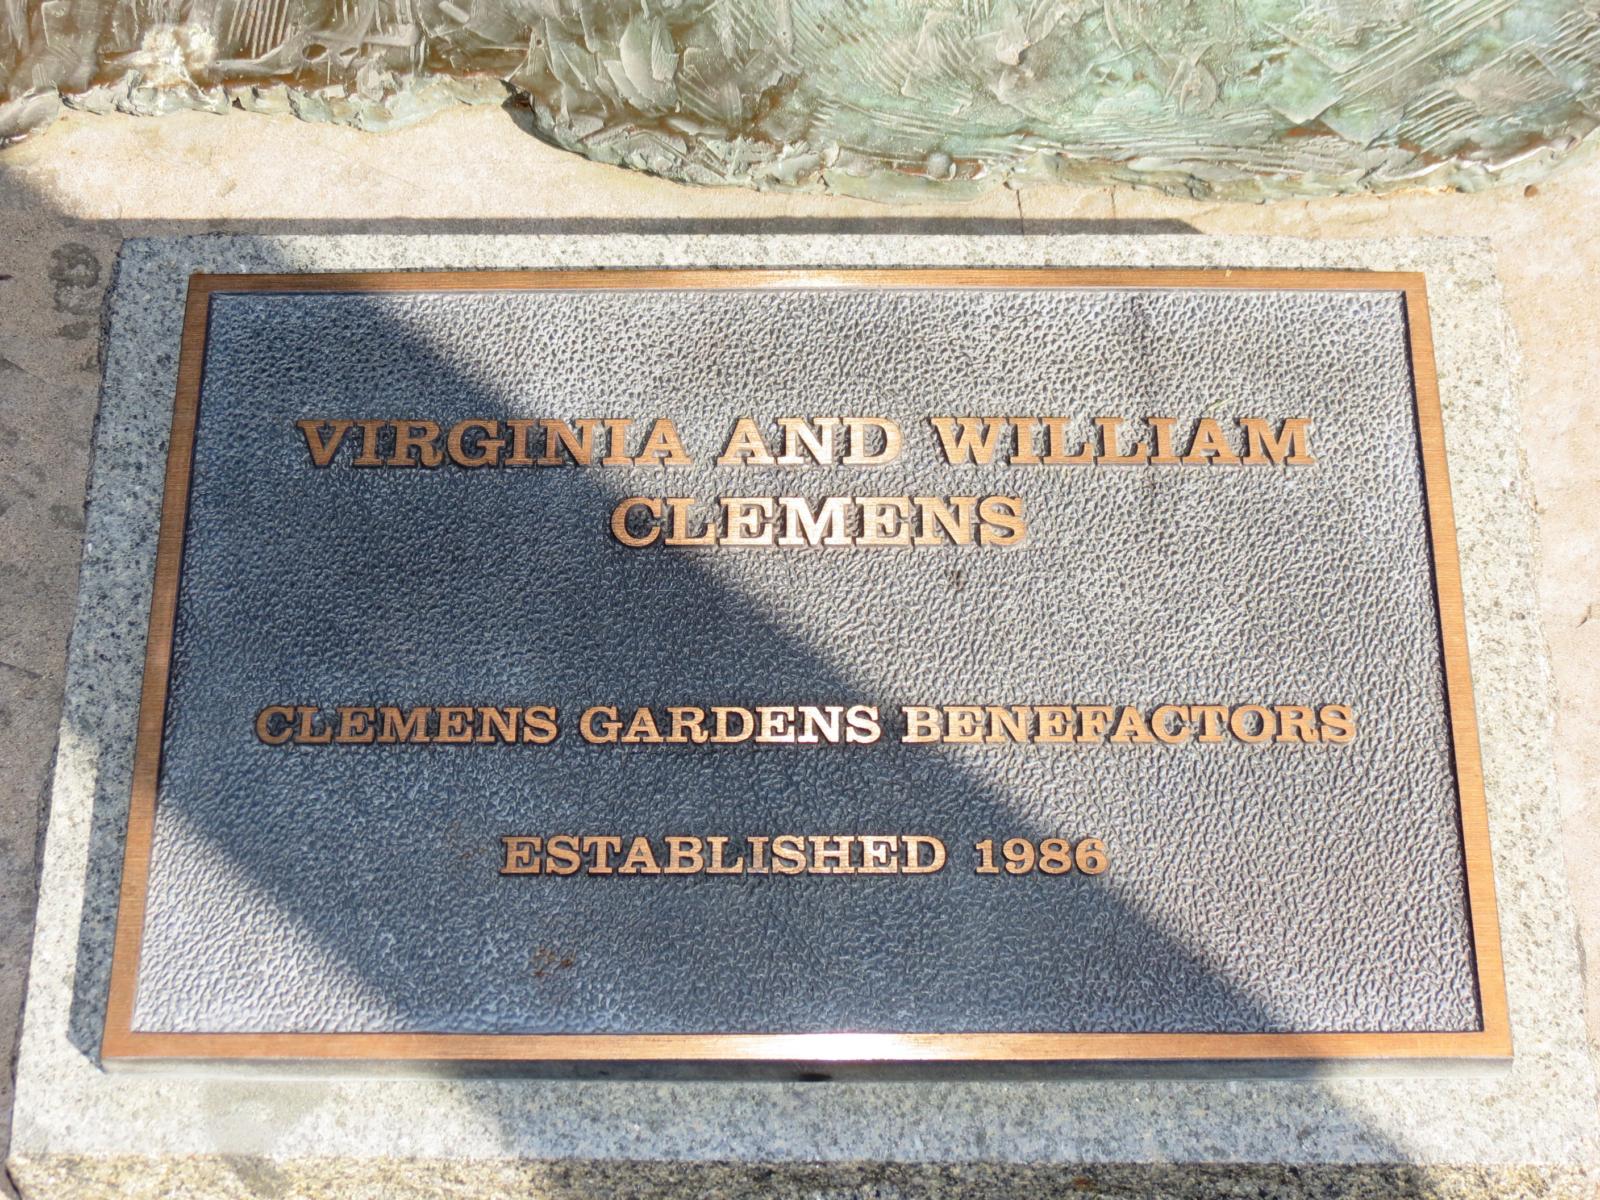 VIRGINIA AND WILLIAM
CLEMENS
CLEMENS GARDENS BENEFACTORS
ESTABLISHED 1986